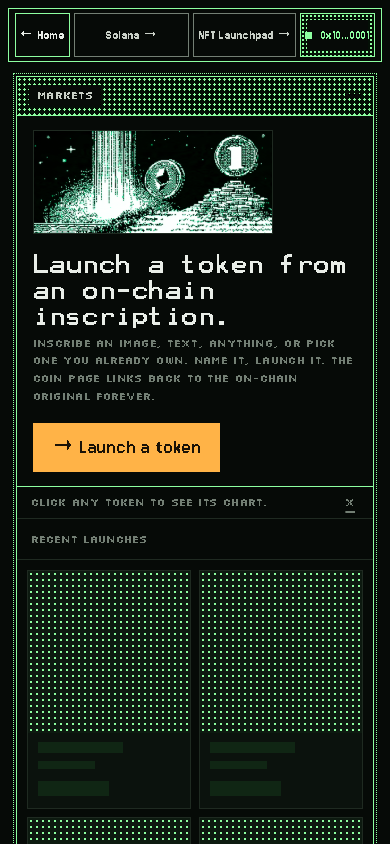 ← Home
Solana →
NFT Launchpad →
0x10...0001
MARKETS
1
Launch a token from
an on-chain
inscription.
INSCRIBE AN IMAGE, TEXT, ANYTHING, OR PICK
ONE YOU ALREADY OWN. NAME IT, LAUNCH IT. THE
COIN PAGE LINKS BACK TO THE ON-CHAIN
ORIGINAL FOREVER.
→ Launch a token
CLICK ANY TOKEN TO SEE ITS CHART.
×
RECENT LAUNCHES